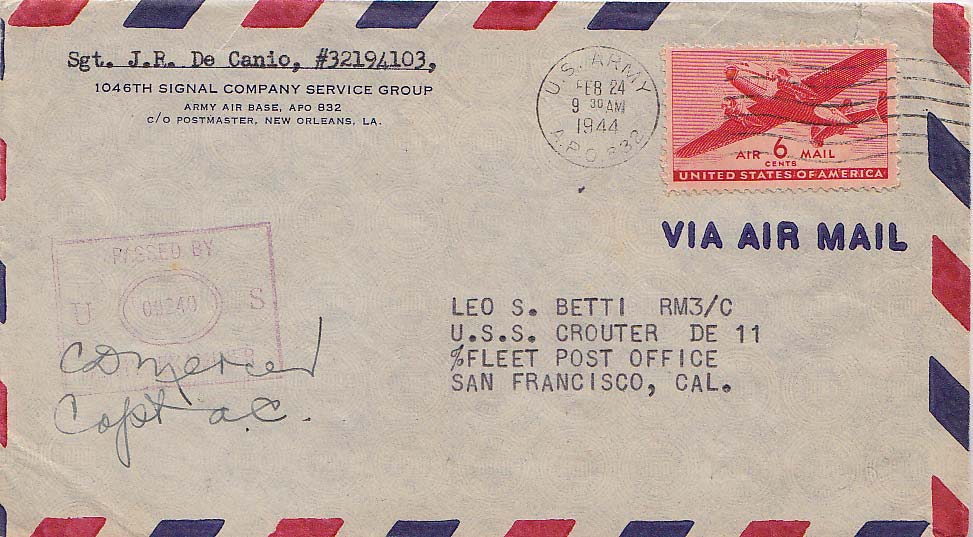 Sgt. J.R. De Canio, #32194103,
1046TH SIGNAL COMPANY SERVICE GROUP
ARMY AIR BASE, APO 832
C/O POSTMASTER, NEW ORLEANS, LA.
U.S. ARMY
FEB 24
9 30 AM
1944
A.P.O. 832
AIR 6 MAIL
CENTS
UNITED STATES OF AMERICA
VIA AIR MAIL
PASSED BY
U S
LEO S. BETTI RM3/C
U.S.S. CROUTER DE 11
%FLEET POST OFFICE
SAN FRANCISCO, CAL.
Capt a.c.